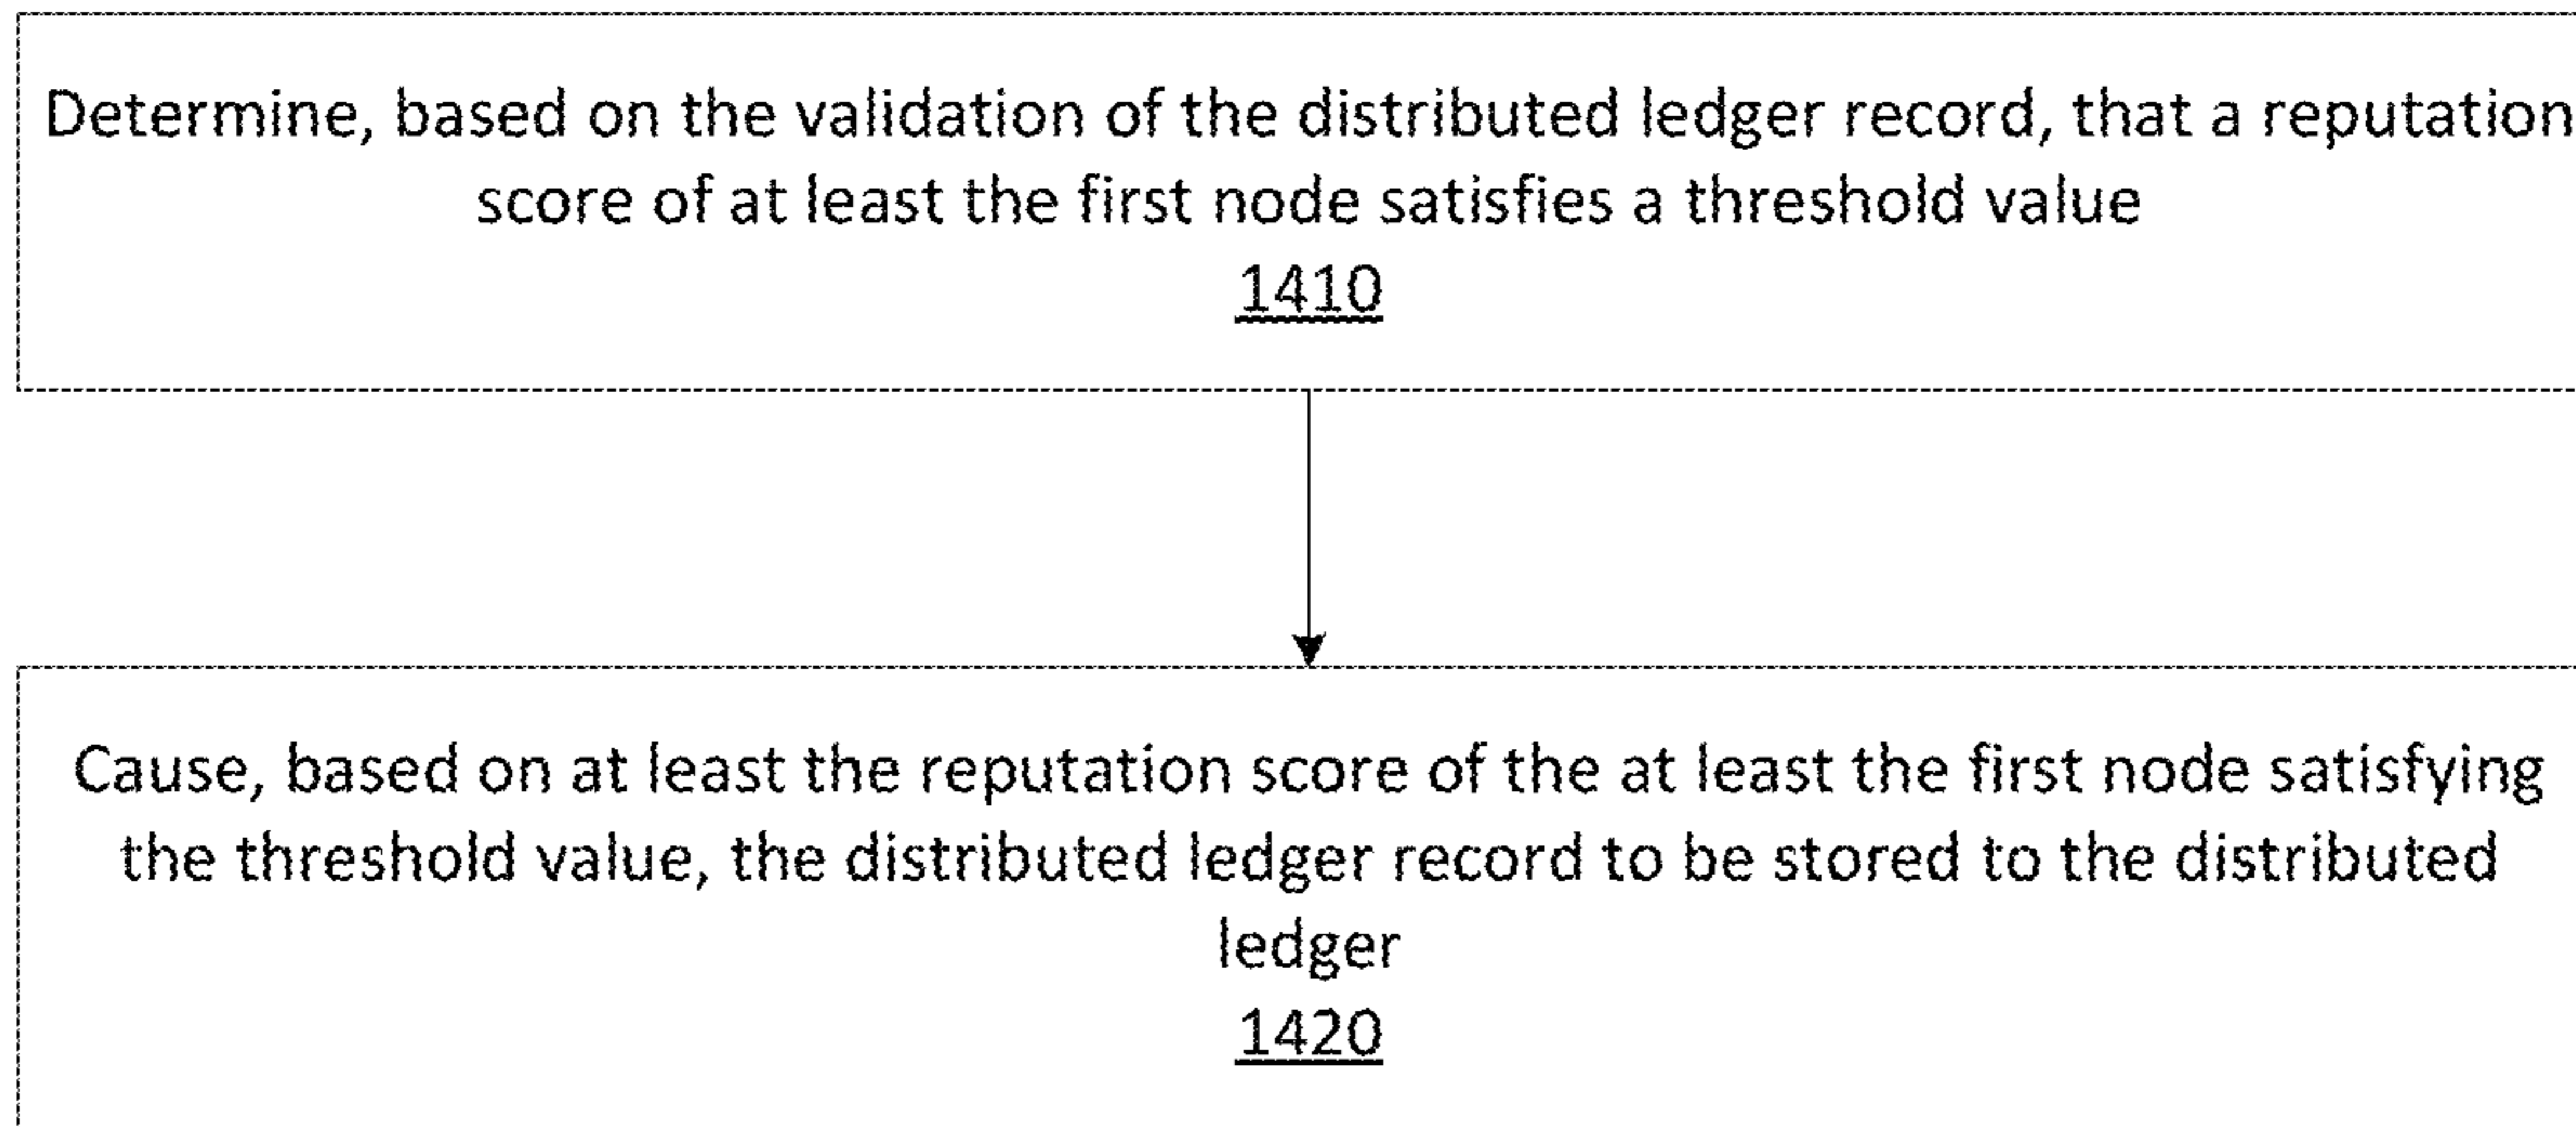 Determine, based on the validation of the distributed ledger record, that a reputation
score of at least the first node satisfies a threshold value
1410
Cause, based on at least the reputation score of the at least the first node satisfying
the threshold value, the distributed ledger record to be stored to the distributed
ledger
1420